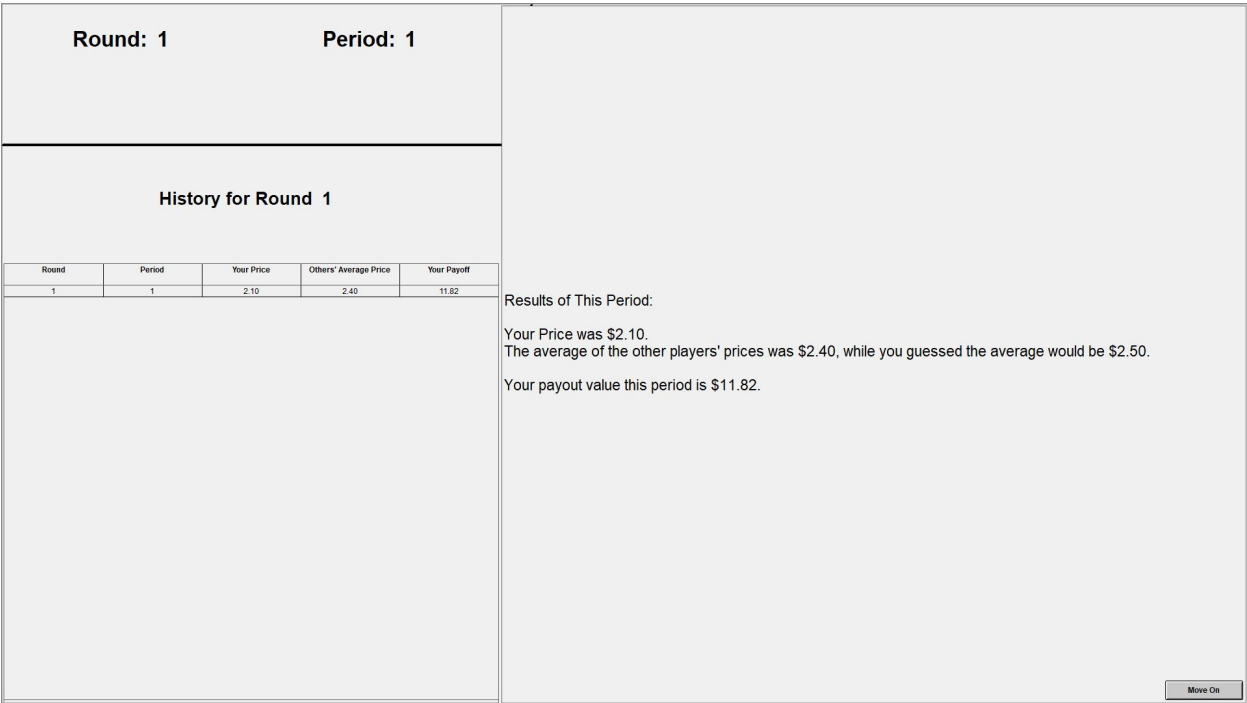 Round: 1 Period: 1
History for Round 1
Round Period Your Price Others' Average Price Your Payoff
1 1 2.10 2.40 11.82
Results of This Period:
Your Price was $2.10.
The average of the other players' prices was $2.40, while you guessed the average would be $2.50.
Your payout value this period is $11.82.
Move On